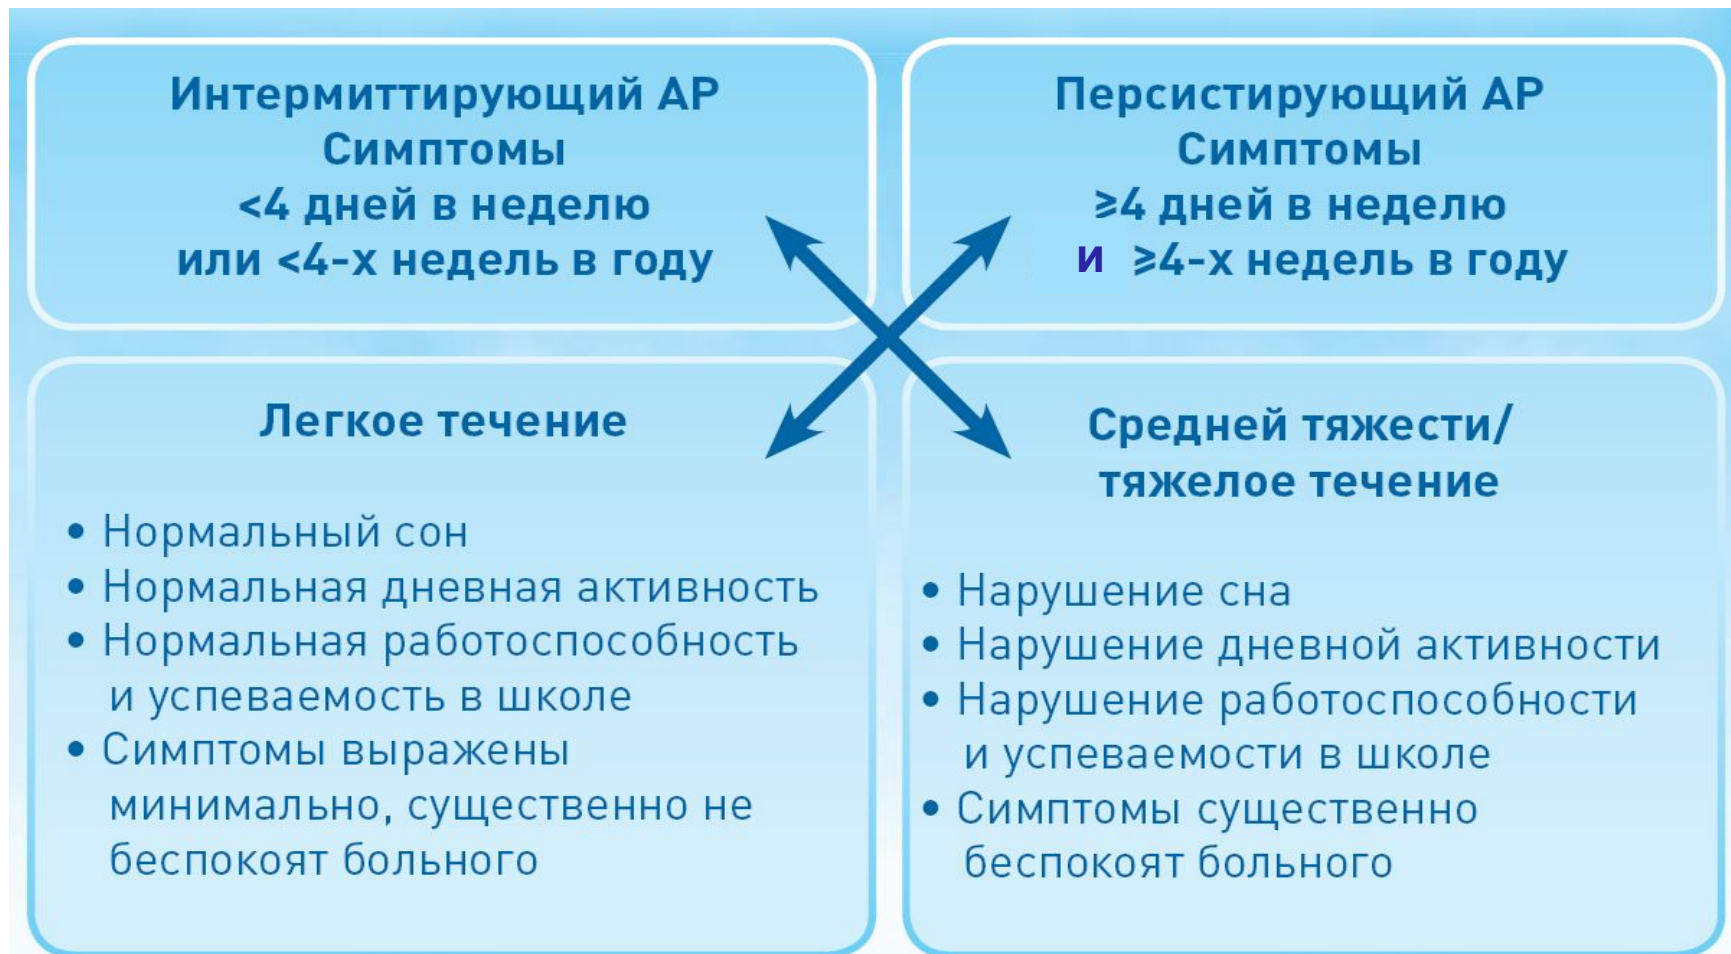 Интермиттирующий АР
Симптомы
<4 дней в неделю
или <4-х недель в году
Персистирующий АР
Симптомы
≥4 дней в неделю
и ≥4-х недель в году
Легкое течение
• Нормальный сон
• Нормальная дневная активность
• Нормальная работоспособность
и успеваемость в школе
• Симптомы выражены
минимально, существенно не
беспокоят больного
Средней тяжести/
тяжелое течение
• Нарушение сна
• Нарушение дневной активности
• Нарушение работоспособности
и успеваемости в школе
• Симптомы существенно
беспокоят больного